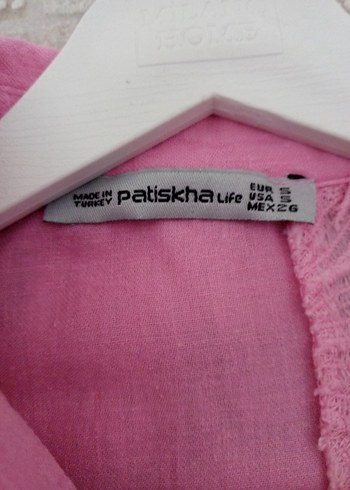 MADE IN
TURKEY
patiskha Life
EUR S
USA S
MEX 26